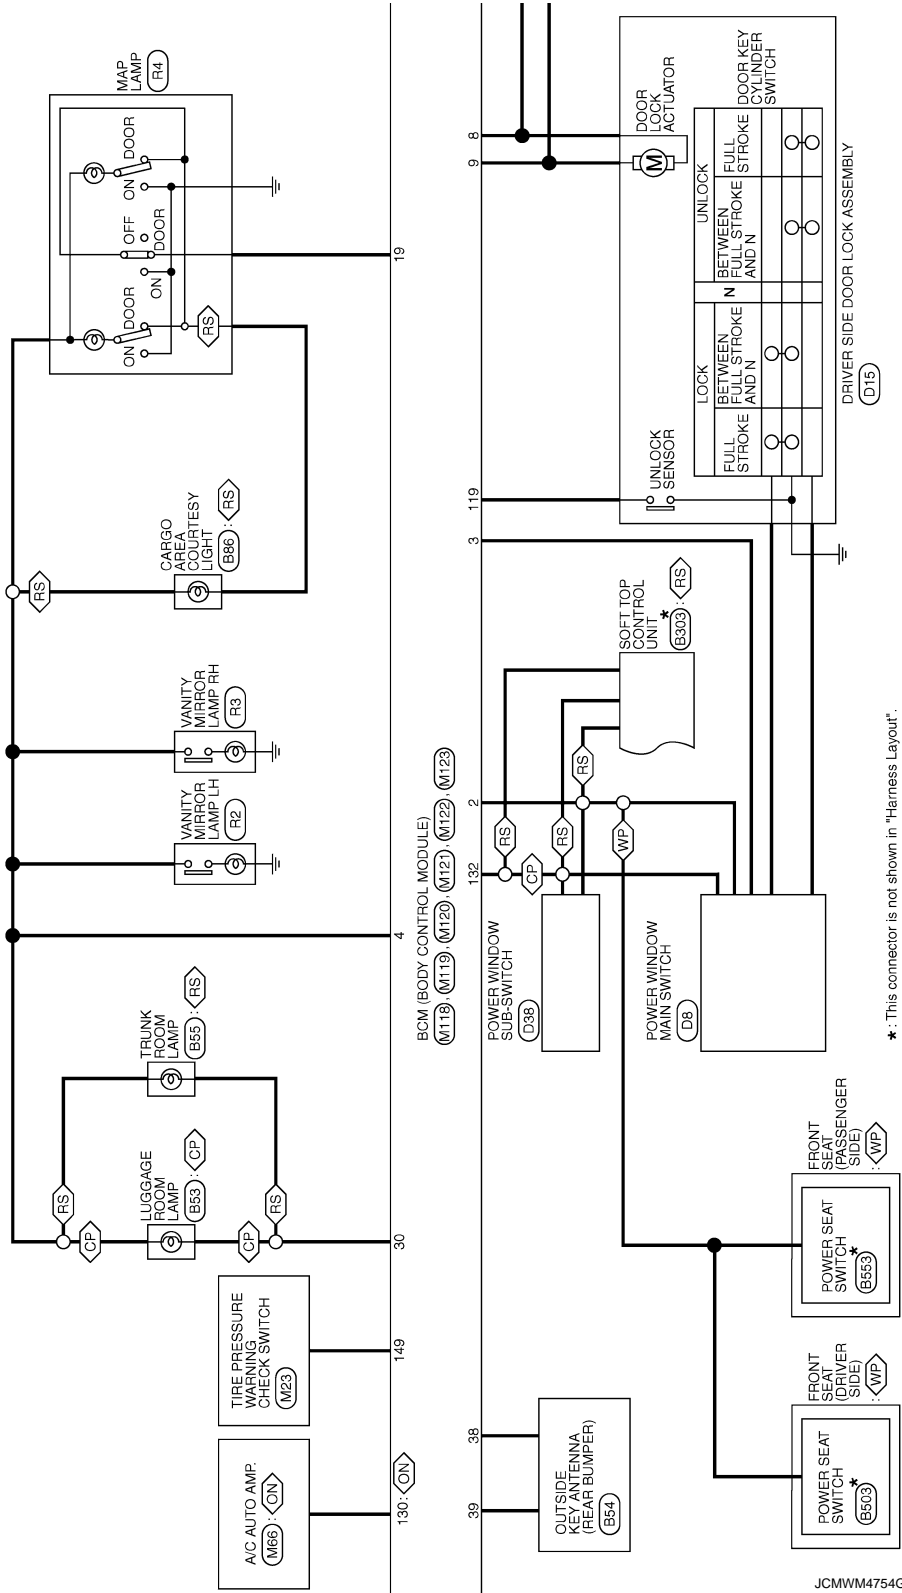 MAP
LAMP
R4
DOOR
ON
OFF
DOOR
ON
DOOR
ON
RS
19
CARGO
AREA
COURTESY
LIGHT
B86 : RS
RS
VANITY
MIRROR
LAMP RH
R3
VANITY
MIRROR
LAMP LH
R2
4
TRUNK
ROOM
LAMP
B55 : RS
RS
RS
LUGGAGE
ROOM
LAMP
B53 : CP
CP
CP
30
TIRE PRESSURE
WARNING
CHECK SWITCH
M23
149
A/C AUTO AMP.
M66 : ON
130 : ON
BCM (BODY CONTROL MODULE)
M118 , M119 , M120 , M121 , M122 , M123
8
9
DOOR
LOCK
ACTUATOR
M
DOOR KEY
CYLINDER
SWITCH
UNLOCK
FULL
STROKE
BETWEEN
FULL STROKE
AND N
N
LOCK
BETWEEN
FULL STROKE
AND N
FULL
STROKE
DRIVER SIDE DOOR LOCK ASSEMBLY
D15
UNLOCK
SENSOR
119
3
SOFT TOP
CONTROL
UNIT
*
B303 : RS
RS
RS
RS
2
WP
132
CP
POWER WINDOW
SUB-SWITCH
D38
POWER WINDOW
MAIN SWITCH
D8
FRONT
SEAT
(PASSENGER
SIDE)
: WP
POWER SEAT
SWITCH
*
B553
FRONT
SEAT
(DRIVER
SIDE)
: WP
POWER SEAT
SWITCH
*
B503
38
39
OUTSIDE
KEY ANTENNA
(REAR BUMPER)
B54
* : This connector is not shown in "Harness Layout".
JCMWM4754G